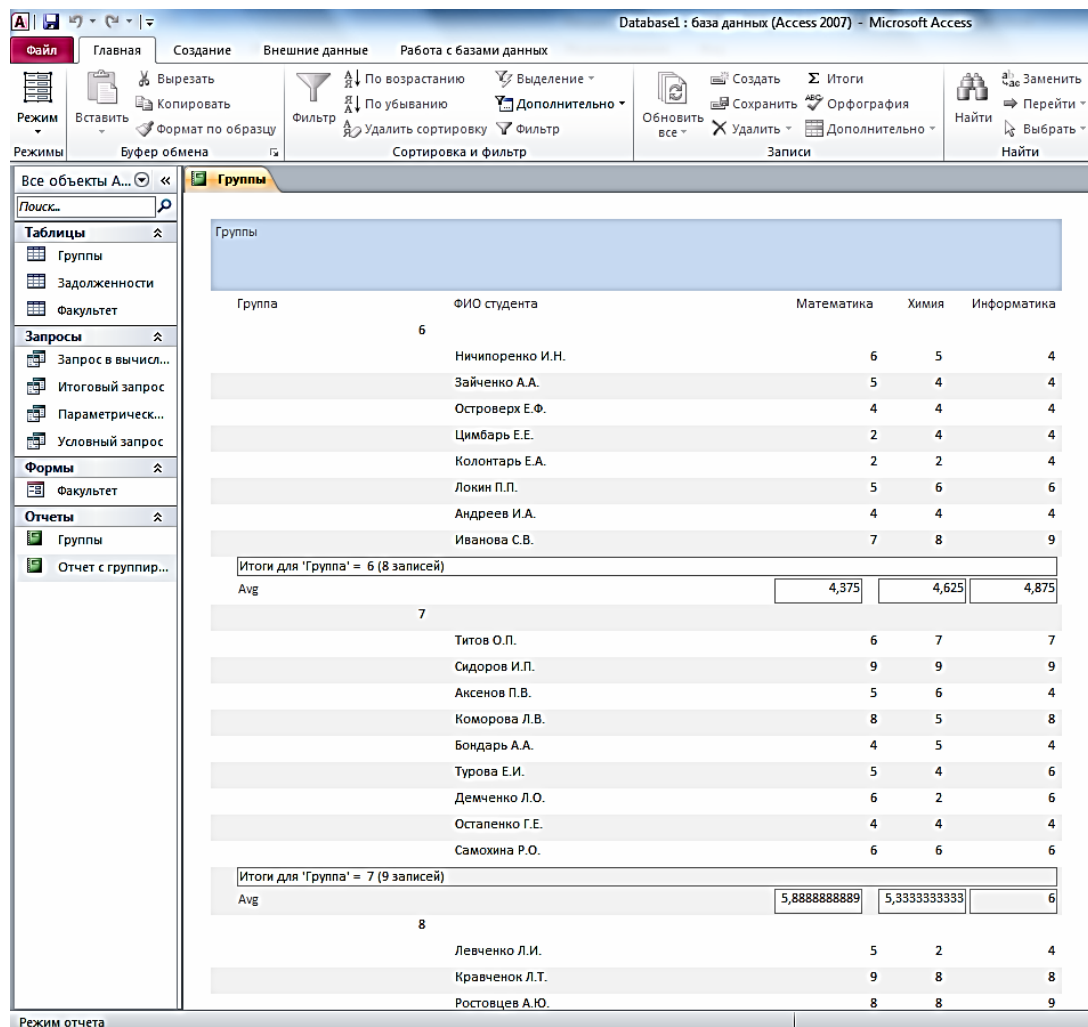 Database1 : база данных (Access 2007) - Microsoft Access
Файл Главная Создание Внешние данные Работа с базами данных
Режим
Режимы
Вставить
Вырезать
Копировать
Формат по образцу
Буфер обмена
Фильтр
По возрастанию
По убыванию
Удалить сортировку
Выделение
Дополнительно
Фильтр
Сортировка и фильтр
Обновить
все
Создать
Сохранить
Удалить
Итоги
Орфография
Дополнительно
Записи
Найти
Заменить
Перейти
Выбрать
Найти
Все объекты A...
Поиск...
Таблицы
Группы
Задолженности
Факультет
Запросы
Запрос в вычисл...
Итоговый запрос
Параметрическ...
Условный запрос
Формы
Факультет
Отчеты
Группы
Отчет с группир...
Группы
Группы
Группа ФИО студента Математика Химия Информатика
6
Ничипоренко И.Н. 6 5 4
Зайченко А.А. 5 4 4
Островерх Е.Ф. 4 4 4
Цимбарь Е.Е. 2 4 4
Колонтарь Е.А. 2 2 4
Локин П.П. 5 6 6
Андреев И.А. 4 4 4
Иванова С.В. 7 8 9
Итоги для 'Группа' = 6 (8 записей)
Avg 4,375 4,625 4,875
7
Титов О.П. 6 7 7
Сидоров И.П. 9 9 9
Аксенов П.В. 5 6 4
Коморова Л.В. 8 5 8
Бондарь А.А. 4 5 4
Турова Е.И. 5 4 6
Демченко Л.О. 6 2 6
Остапенко Г.Е. 4 4 4
Самохина Р.О. 6 6 6
Итоги для 'Группа' = 7 (9 записей)
Avg 5,8888888889 5,3333333333 6
8
Левченко Л.И. 5 2 4
Кравченок Л.Т. 9 8 8
Ростовцев А.Ю. 8 8 9
Режим отчета